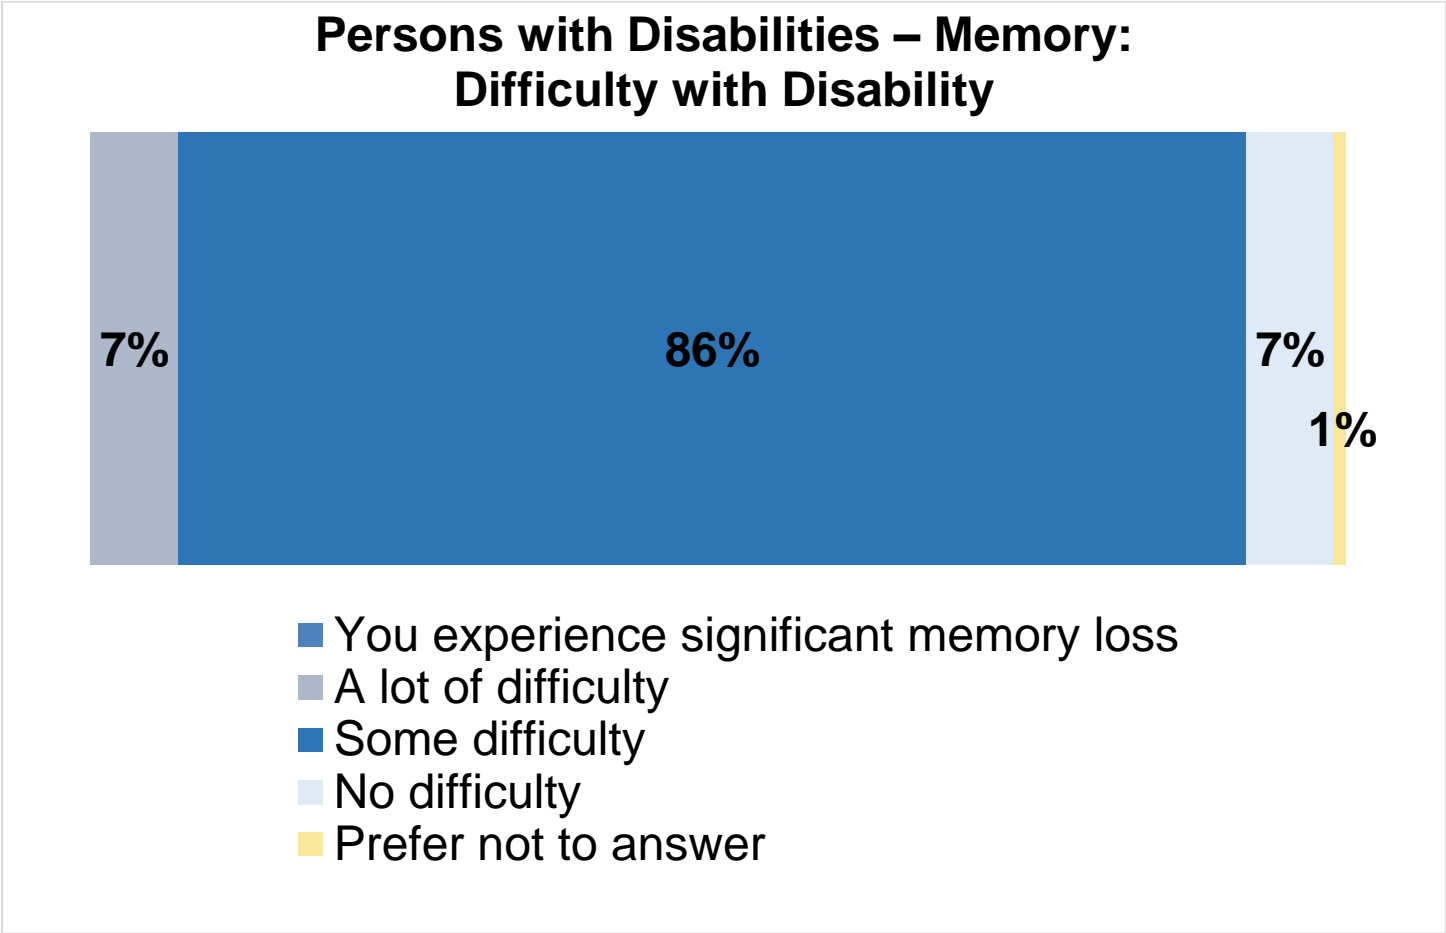 Persons with Disabilities – Memory:
Difficulty with Disability
7%
86%
7%
1%
You experience significant memory loss
A lot of difficulty
Some difficulty
No difficulty
Prefer not to answer